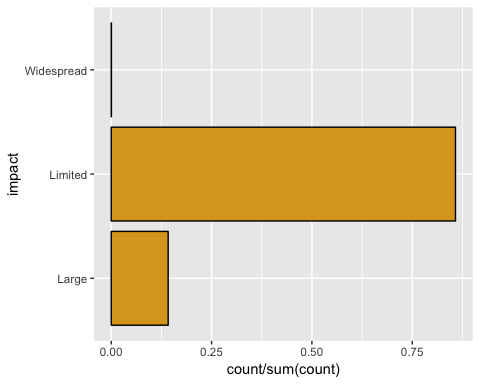 Widespread
Limited
Large
impact
0.00 0.25 0.50 0.75
count/sum(count)